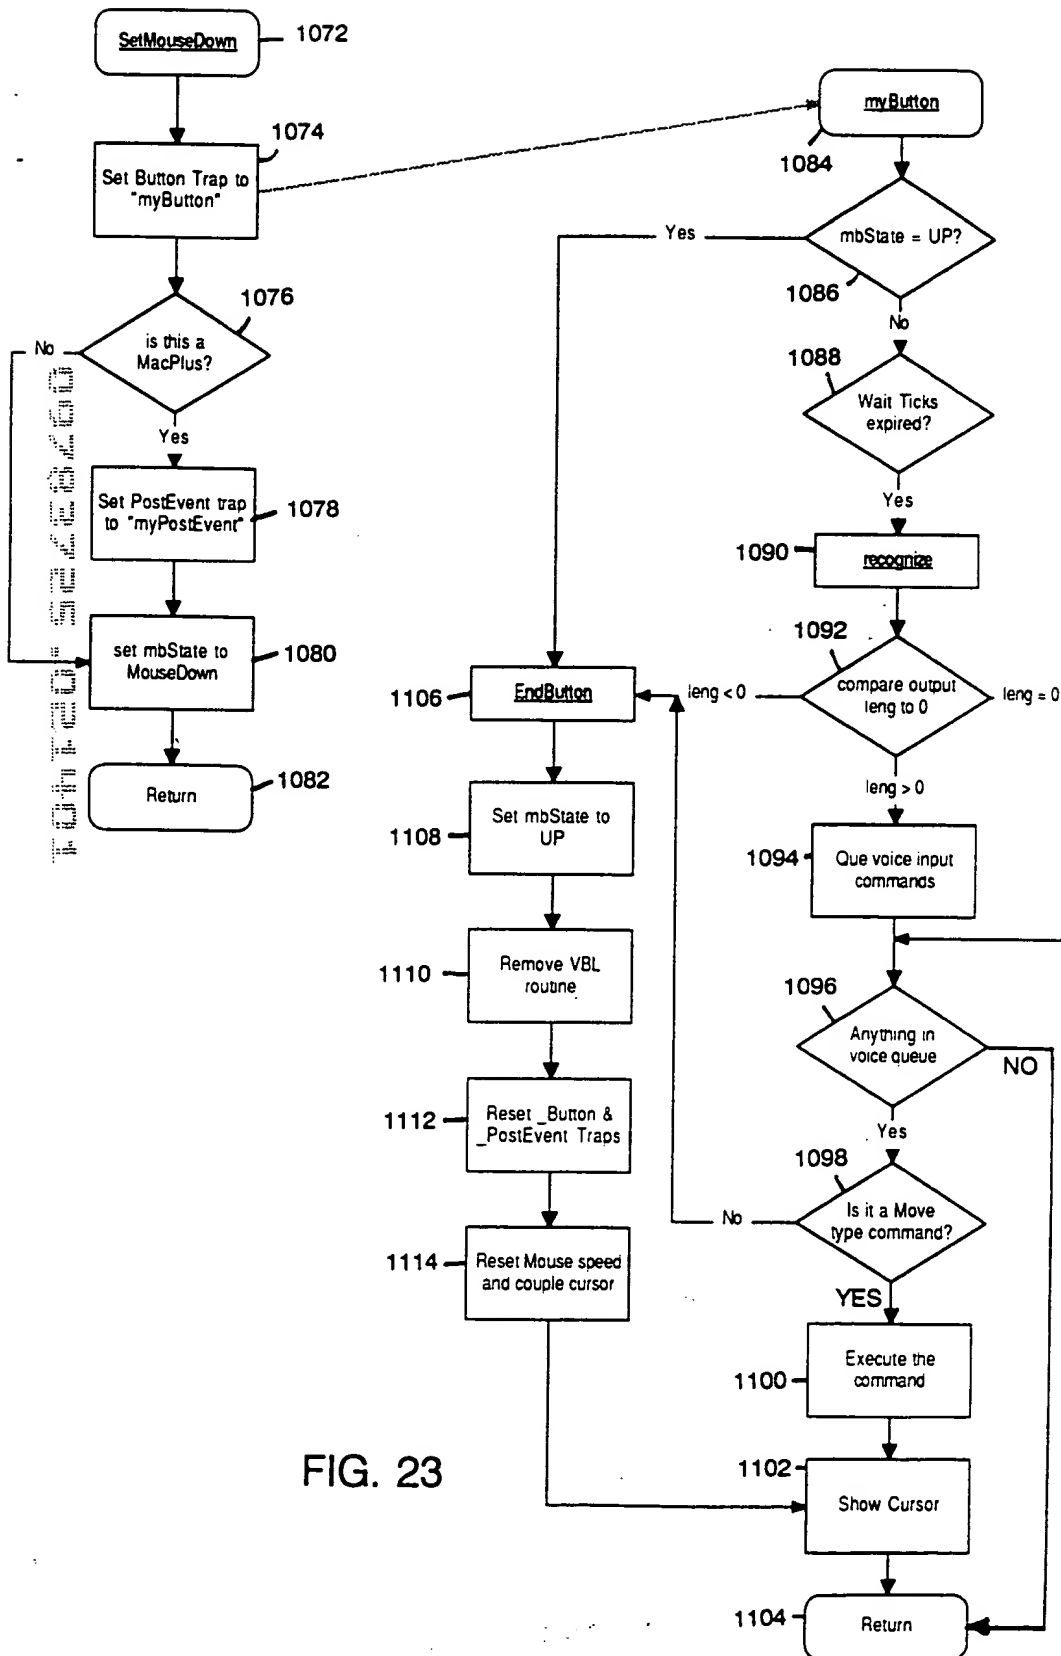 SetMouseDown
1072
1074
Set Button Trap to
"myButton"
1076
is this a
MacPlus?
No
Yes
Set PostEvent trap
to "myPostEvent"
1078
set mbState to
MouseDown
1080
Return
1082
09783725 .021401
myButton
1084
mbState = UP?
1086
Yes
No
1088
Wait Ticks
expired?
Yes
1090
recognize
1092
compare output
leng to 0
leng < 0
leng = 0
leng > 0
1094
Que voice input
commands
1096
Anything in
voice queue
NO
Yes
1098
Is it a Move
type command?
No
YES
1100
Execute the
command
1102
Show Cursor
1104
Return
1106
EndButton
1108
Set mbState to
UP
1110
Remove VBL
routine
1112
Reset _Button &
_PostEvent Traps
1114
Reset Mouse speed
and couple cursor
FIG. 23